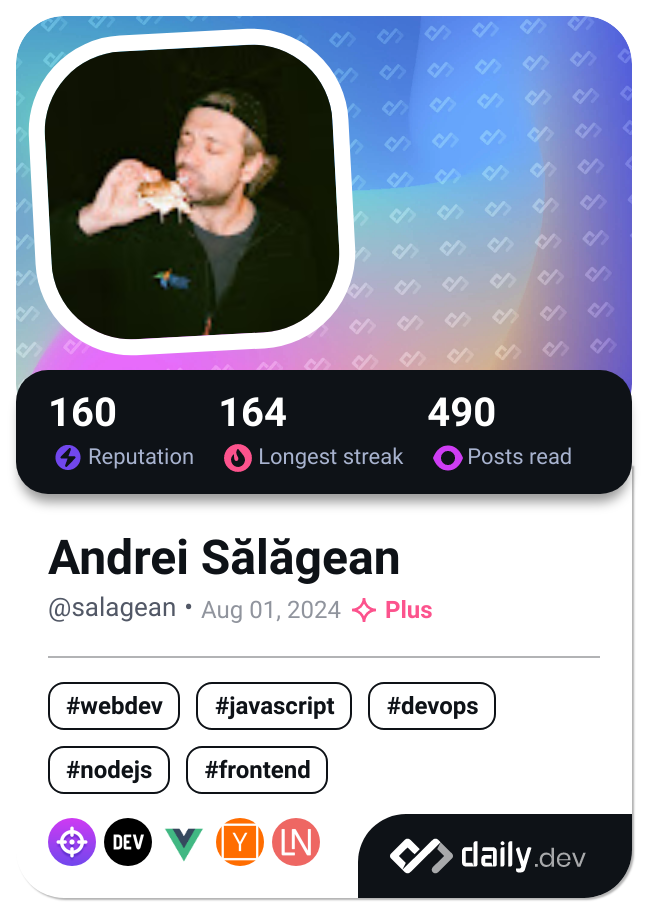 160 164 490
Reputation Longest streak Posts read
Andrei Sălăgean
@salagean • Aug 01, 2024 Plus
#webdev #javascript #devops
#nodejs #frontend
DEV Y LN
daily.dev